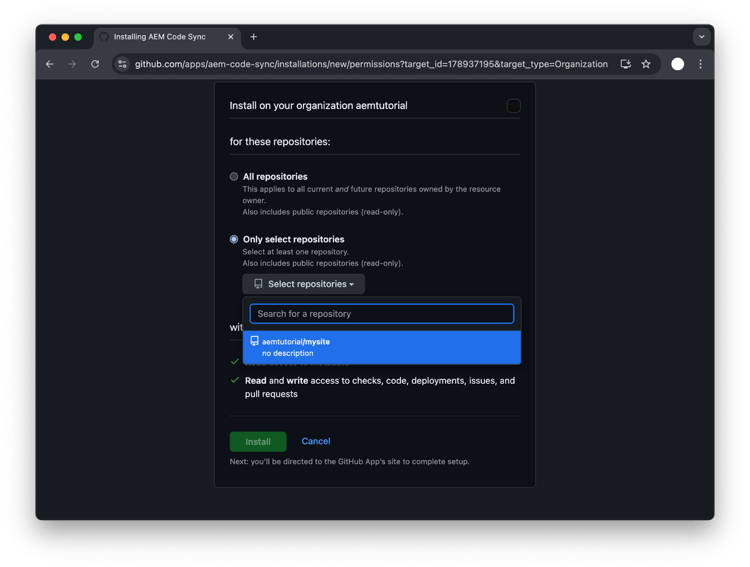 Installing AEM Code Sync
github.com/apps/aem-code-sync/installations/new/permissions?target_id=178937195&target_type=Organization
Install on your organization aemtutorial
for these repositories:
All repositories
This applies to all current and future repositories owned by the resource
owner.
Also includes public repositories (read-only).
Only select repositories
Select at least one repository.
Also includes public repositories (read-only).
Select repositories
Search for a repository
wit
aemtutorial/mysite
no description
Read and write access to checks, code, deployments, issues, and
pull requests
Install
Cancel
Next: you'll be directed to the GitHub App's site to complete setup.